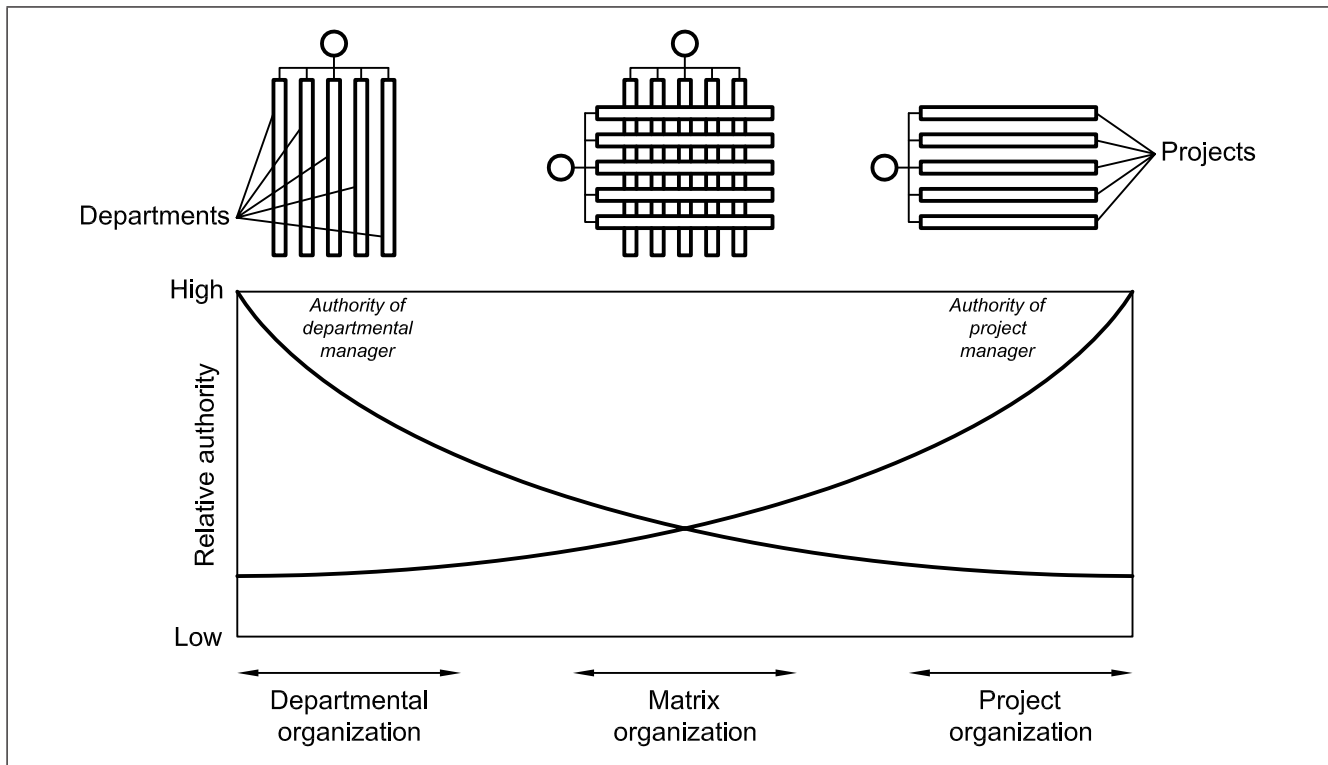 Departments
Projects
High
Authority of
departmental
manager
Authority of
project
manager
Relative authority
Low
Departmental
organization
Matrix
organization
Project
organization